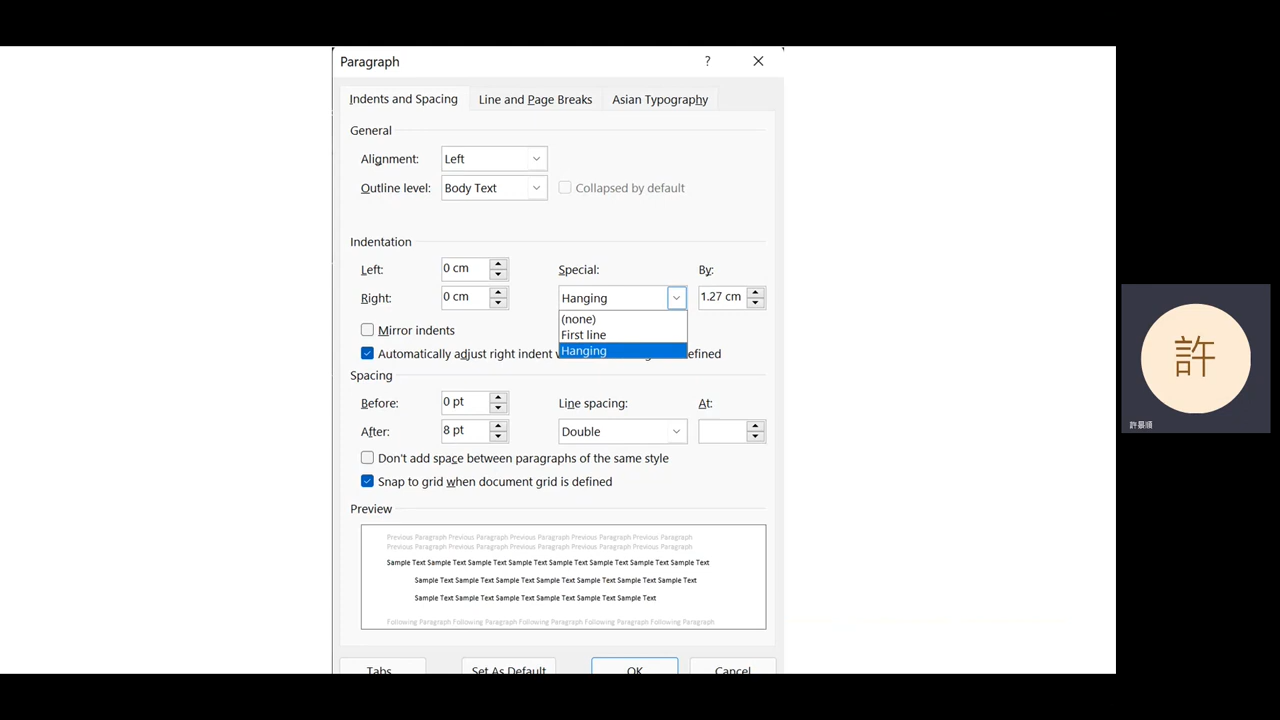 Paragraph ?
Indents and Spacing Line and Page Breaks Asian Typography
General
Alignment: Left
Outline level: Body Text Collapsed by default
Indentation
Left: 0 cm Special: By:
Right: 0 cm Hanging 1.27 cm
(none)
Mirror indents First line
Hanging
Automatically adjust right indent defined
Spacing
Before: 0 pt Line spacing: At:
After: 8 pt Double
Don't add space between paragraphs of the same style
Snap to grid when document grid is defined
Preview
Previous Paragraph Previous Paragraph Previous Paragraph Previous Paragraph Previous Paragraph
Previous Paragraph Previous Paragraph Previous Paragraph Previous Paragraph Previous Paragraph
Sample Text Sample Text Sample Text Sample Text Sample Text Sample Text Sample Text Sample Text
Sample Text Sample Text Sample Text Sample Text Sample Text Sample Text Sample Text
Sample Text Sample Text Sample Text Sample Text Sample Text Sample Text
Following Paragraph Following Paragraph Following Paragraph Following Paragraph Following Paragraph
Tabs Set As Default OK Cancel
許
許景順